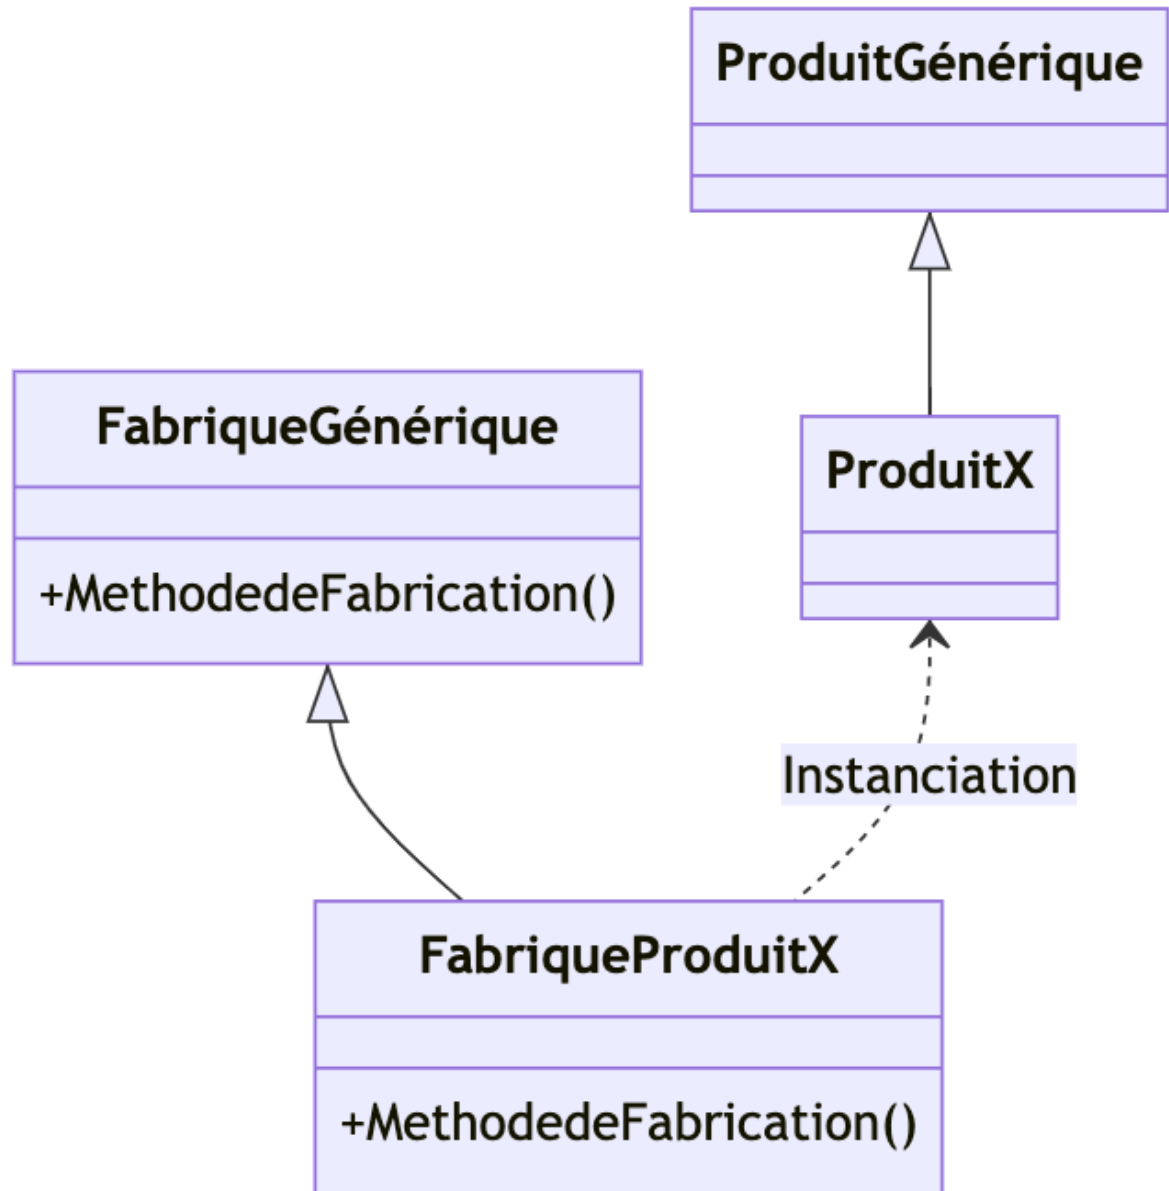 ProduitGénérique
FabriqueGénérique
+MethodedeFabrication()
ProduitX
Instanciation
FabriqueProduitX
+MethodedeFabrication()